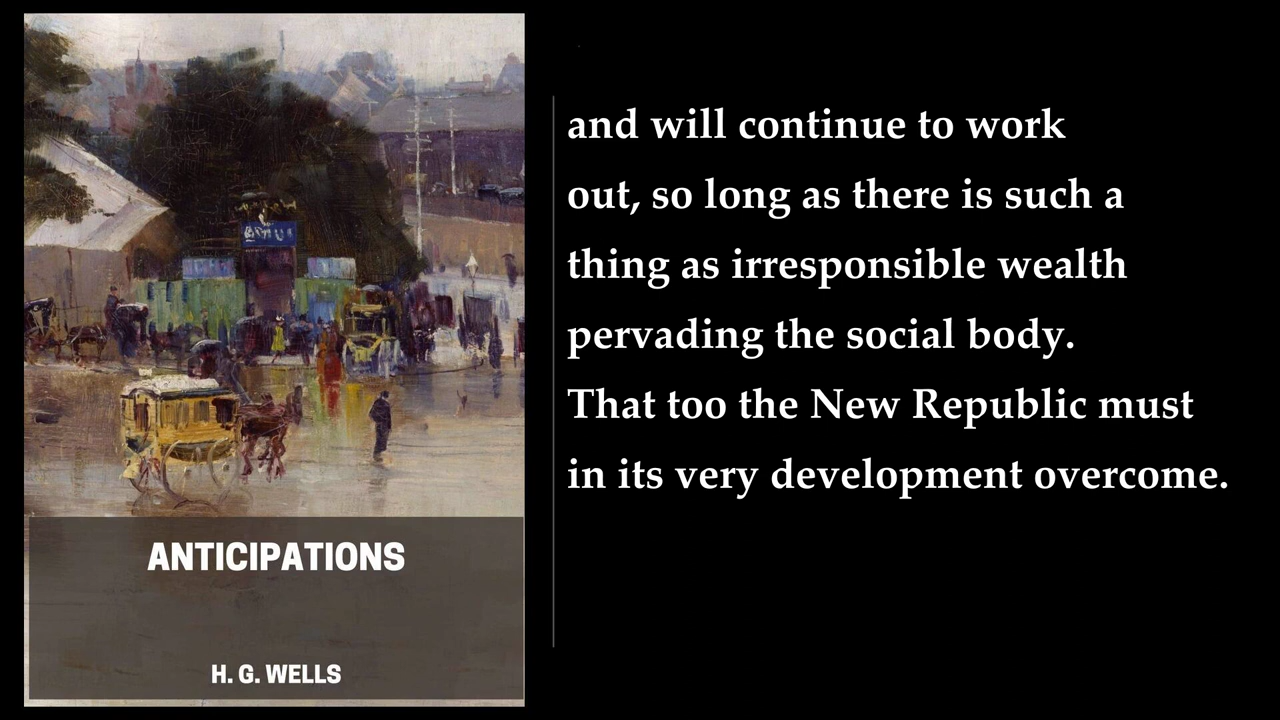 ANTICIPATIONS
H. G. WELLS
and will continue to work
out, so long as there is such a
thing as irresponsible wealth
pervading the social body.
That too the New Republic must
in its very development overcome.